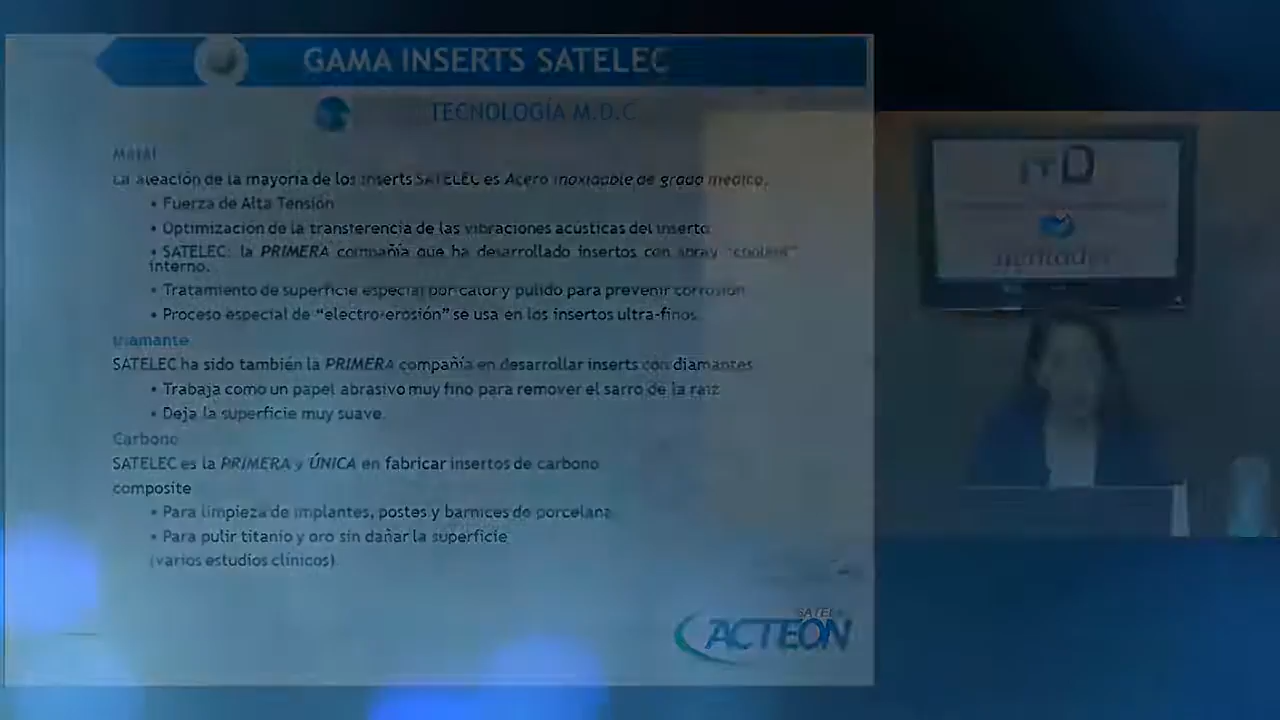 GAMA INSERTS SATELEC
TECNOLOGÍA M.D.C
Metal
La aleación de la mayoría de los inserts SATELEC es Acero inoxidable de grado médico.
• Fuerza de Alta Tensión
• Optimización de la transferencia de las vibraciones acústicas del inserto
• SATELEC: la PRIMERA compañía que ha desarrollado insertos con spray "coolant"
interno.
• Tratamiento de superficie especial por calor y pulido para prevenir corrosión
• Proceso especial de "electro-erosión" se usa en los insertos ultra-finos.
Diamante
SATELEC ha sido también la PRIMERA compañía en desarrollar inserts con diamantes
• Trabaja como un papel abrasivo muy fino para remover el sarro de la raíz
• Deja la superficie muy suave.
Carbono
SATELEC es la PRIMERA y ÚNICA en fabricar insertos de carbono
composite
• Para limpieza de implantes, postes y barnices de porcelana
• Para pulir titanio y oro sin dañar la superficie
(varios estudios clínicos)
SATELEC
ACTEON